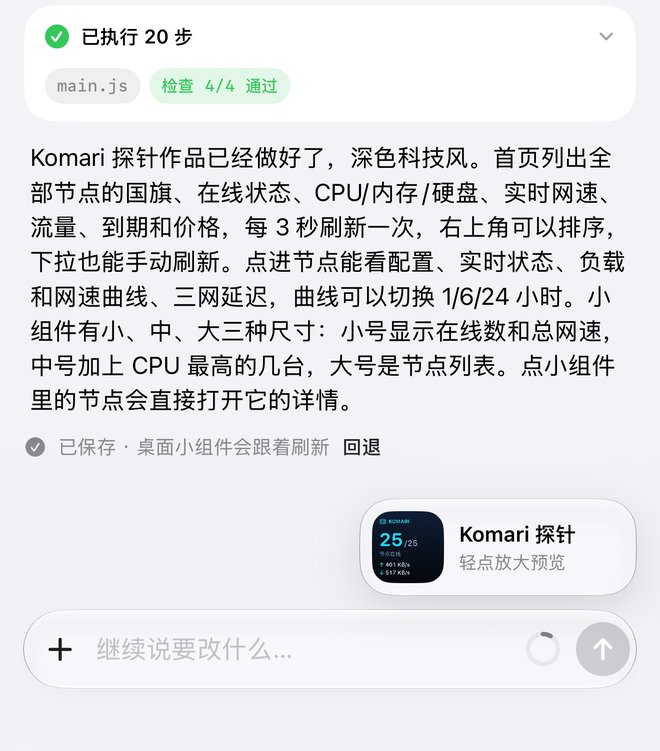 已执行 20 步
main.js
检查 4/4 通过
Komari 探针作品已经做好了，深色科技风。首页列出全
部节点的国旗、在线状态、CPU/内存/硬盘、实时网速、
流量、到期和价格，每 3 秒刷新一次，右上角可以排序，
下拉也能手动刷新。点进节点能看配置、实时状态、负载
和网速曲线、三网延迟，曲线可以切换 1/6/24 小时。小
组件有小、中、大三种尺寸：小号显示在线数和总网速，
中号加上 CPU 最高的几台，大号是节点列表。点小组件
里的节点会直接打开它的详情。
已保存 · 桌面小组件会跟着刷新 回退
KOMARI
25/25
节点在线
↑ 401 KB/s
↓ 517 KB/s
Komari 探针
轻点放大预览
继续说要改什么...